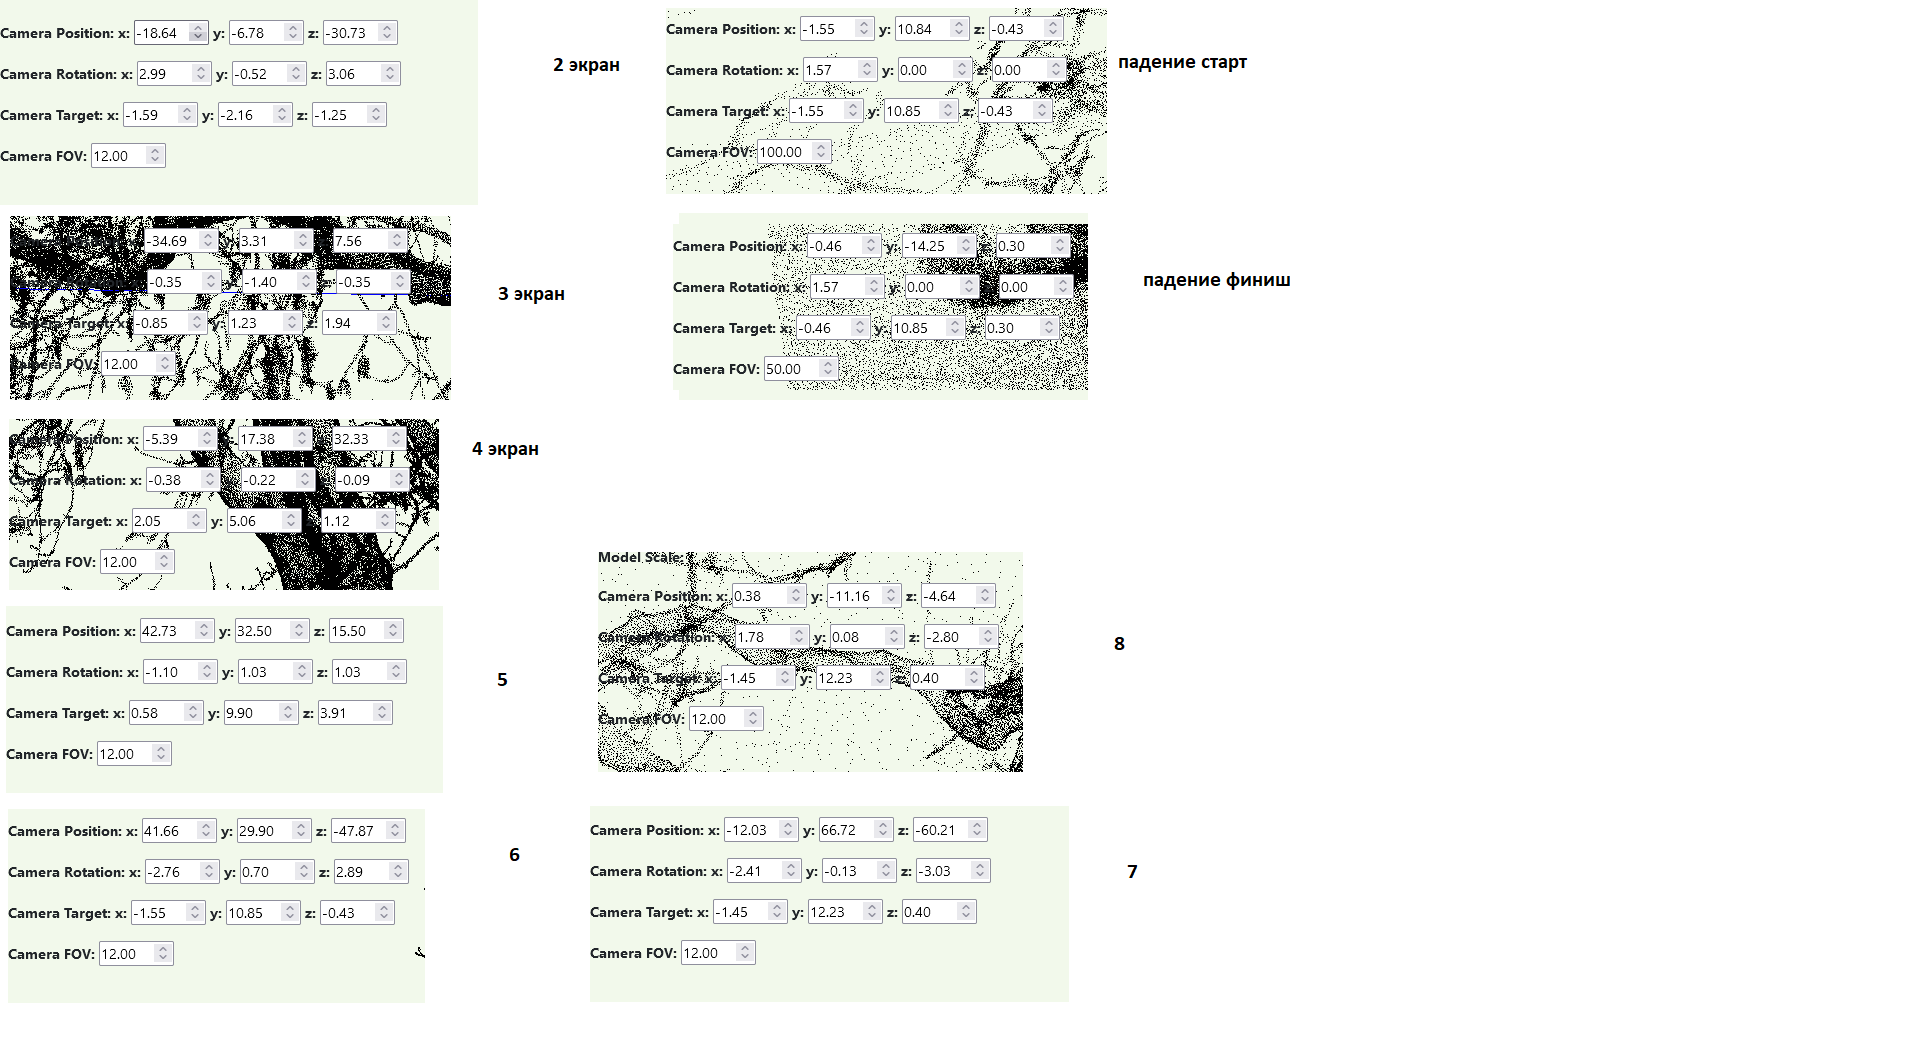 Camera Position: x: -18.64 y: -6.78 z: -30.73
Camera Rotation: x: 2.99 y: -0.52 z: 3.06
Camera Target: x: -1.59 y: -2.16 z: -1.25
Camera FOV: 12.00
2 экран
Camera Position: x: -1.55 y: 10.84 z: -0.43
Camera Rotation: x: 1.57 y: 0.00 z: 0.00
Camera Target: x: -1.55 y: 10.85 z: -0.43
Camera FOV: 100.00
падение старт
-34.69 3.31 7.56
-0.35 -1.40 -0.35
Camera Target: x: -0.85 y: 1.23 z: 1.94
Camera FOV: 12.00
3 экран
Camera Position: x: -0.46 y: -14.25 z: 0.30
Camera Rotation: x: 1.57 y: 0.00 0.00
Camera Target: x: -0.46 y: 10.85 z: 0.30
Camera FOV: 50.00
падение финиш
Camera Position: x: -5.39 17.38 32.33
Camera Rotation: x: -0.38 -0.22 -0.09
Camera Target: x: 2.05 y: 5.06 1.12
Camera FOV: 12.00
4 экран
Camera Position: x: 42.73 y: 32.50 z: 15.50
Camera Rotation: x: -1.10 y: 1.03 z: 1.03
Camera Target: x: 0.58 y: 9.90 z: 3.91
Camera FOV: 12.00
5
Model Scale:
Camera Position: x: 0.38 y: -11.16 z: -4.64
Camera Rotation: x: 1.78 y: 0.08 z: -2.80
Camera Target: x: -1.45 y: 12.23 z: 0.40
Camera FOV: 12.00
8
Camera Position: x: 41.66 y: 29.90 z: -47.87
Camera Rotation: x: -2.76 y: 0.70 z: 2.89
Camera Target: x: -1.55 y: 10.85 z: -0.43
Camera FOV: 12.00
6
Camera Position: x: -12.03 y: 66.72 z: -60.21
Camera Rotation: x: -2.41 y: -0.13 z: -3.03
Camera Target: x: -1.45 y: 12.23 z: 0.40
Camera FOV: 12.00
7